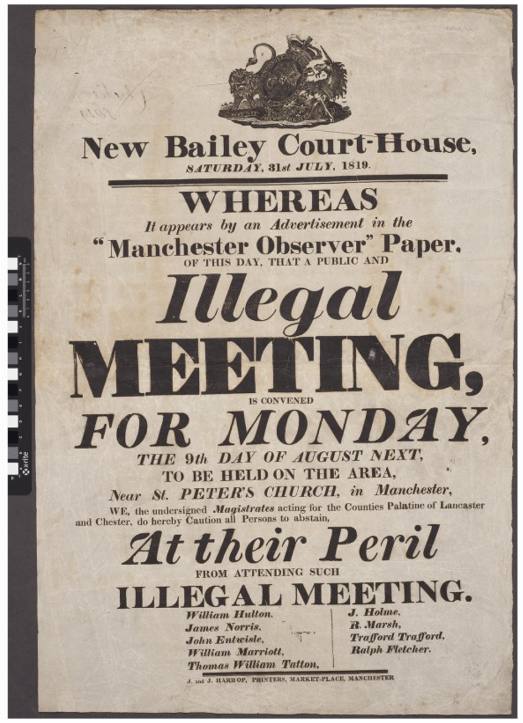 New Bailey Court-House,
SATURDAY, 31st JULY, 1819.
WHEREAS
It appears by an Advertisement in the
“Manchester Observer” Paper,
OF THIS DAY, THAT A PUBLIC AND
Illegal
MEETING,
IS CONVENED
FOR MONDAY,
THE 9th DAY OF AUGUST NEXT,
TO BE HELD ON THE AREA,
Near St. PETER'S CHURCH, in Manchester,
WE, the undersigned Magistrates acting for the Counties Palatine of Lancaster
and Chester, do hereby Caution all Persons to abstain,
At their Peril
FROM ATTENDING SUCH
ILLEGAL MEETING.
William Hulton,
James Norris,
John Entwisle,
William Marriott,
Thomas William Tatton,
J. Holme,
R. Marsh,
Trafford Trafford,
Ralph Fletcher.
J. and J. HARROP, PRINTERS, MARKET-PLACE, MANCHESTER